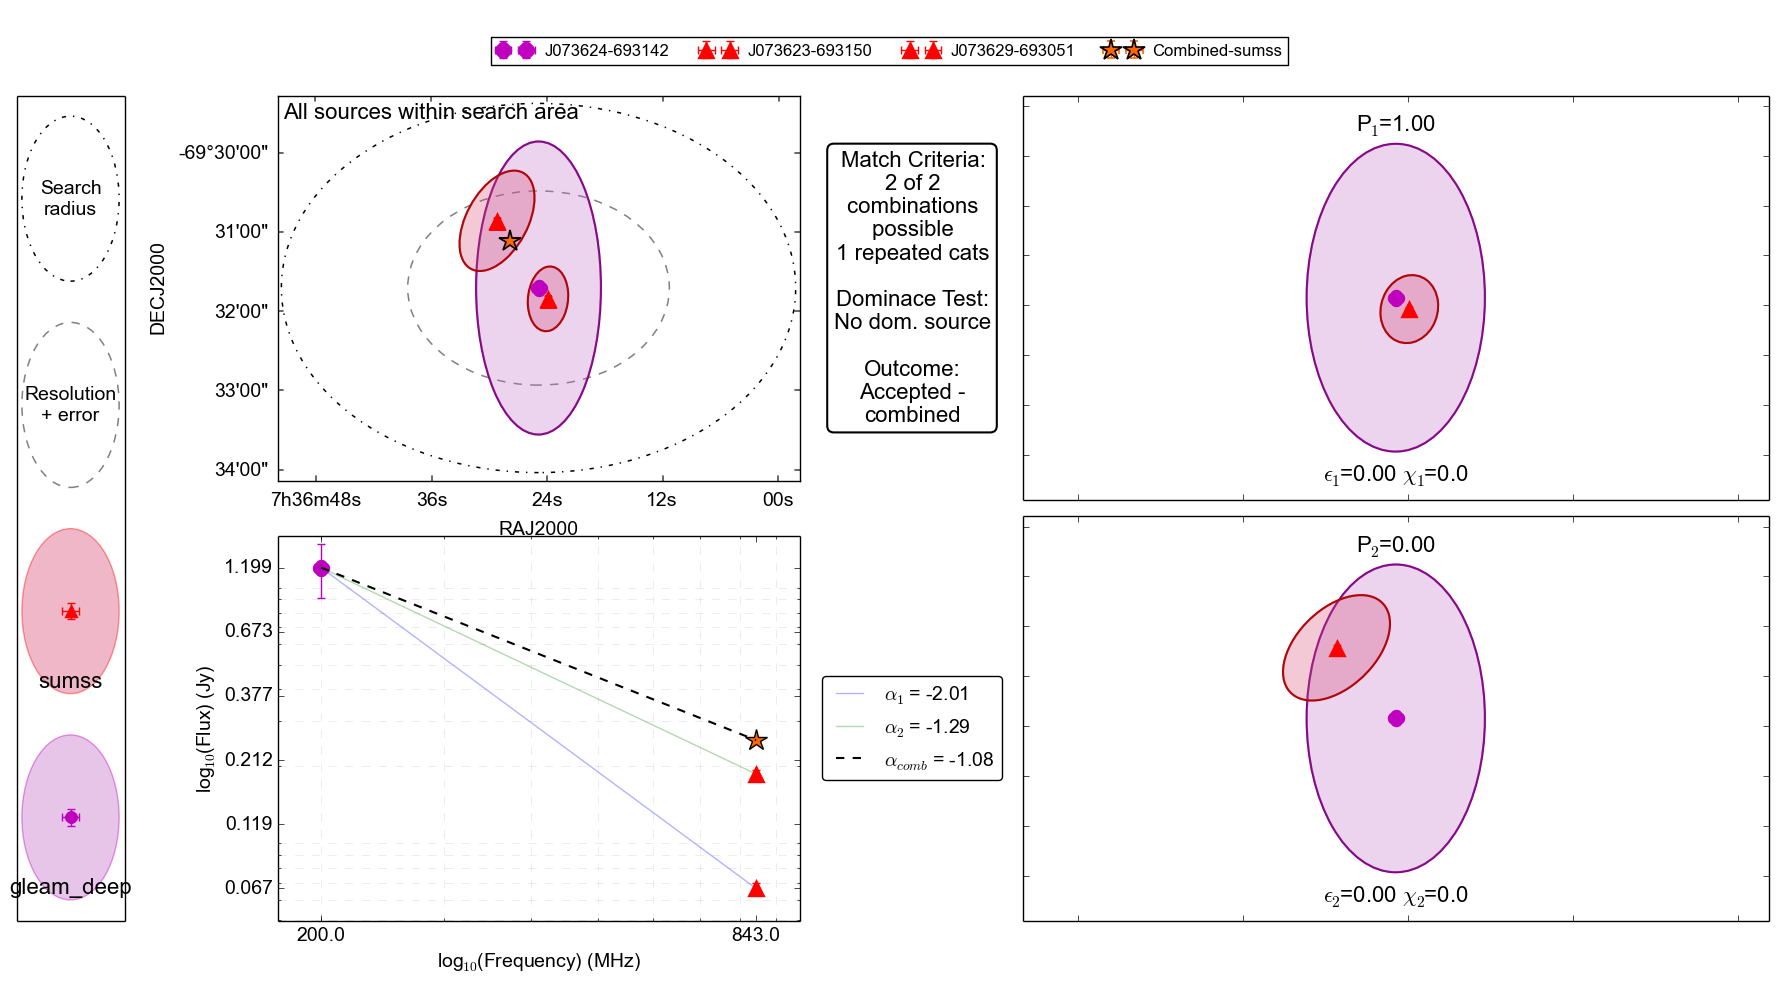 J073624-693142 J073623-693150 J073629-693051 Combined-sumss
Search
radius
Resolution
+ error
sumss
gleam_deep
All sources within search area
DECJ2000
-69°30'00"
31'00"
32'00"
33'00"
34'00"
7h36m48s 36s 24s 12s 00s
RAJ2000
Match Criteria:
2 of 2
combinations
possible
1 repeated cats
Dominace Test:
No dom. source
Outcome:
Accepted -
combined
P₁=1.00
ϵ₁=0.00 χ₁=0.0
P₂=0.00
ϵ₂=0.00 χ₂=0.0
log₁₀(Flux) (Jy)
1.199
0.673
0.377
0.212
0.119
0.067
200.0 843.0
log₁₀(Frequency) (MHz)
α₁ = -2.01
α₂ = -1.29
α_comb = -1.08